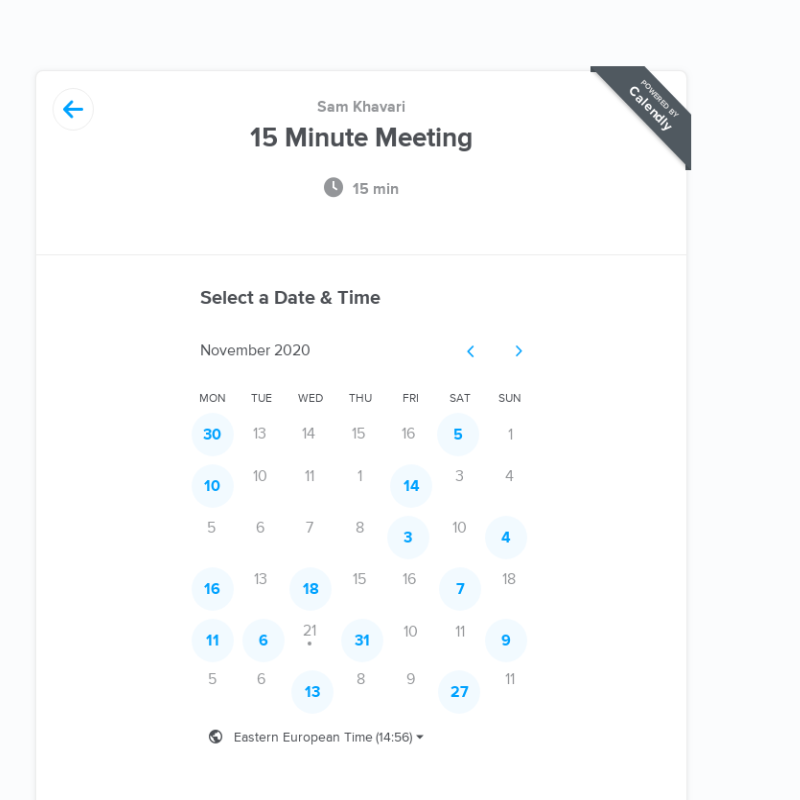 POWERED BY
Calendly
Sam Khavari
15 Minute Meeting
15 min
Select a Date & Time
November 2020
MON TUE WED THU FRI SAT SUN
30 13 14 15 16 5 1
10 10 11 1 14 3 4
5 6 7 8 3 10 4
16 13 18 15 16 7 18
11 6 21 31 10 11 9
5 6 13 8 9 27 11
Eastern European Time (14:56)